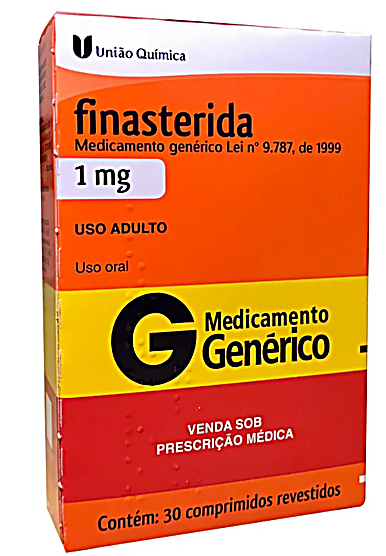 União Química
finasterida
Medicamento genérico Lei nº 9.787, de 1999
1 mg
USO ADULTO
Uso oral
G Medicamento
Genérico
VENDA SOB
PRESCRIÇÃO MÉDICA
Contém: 30 comprimidos revestidos